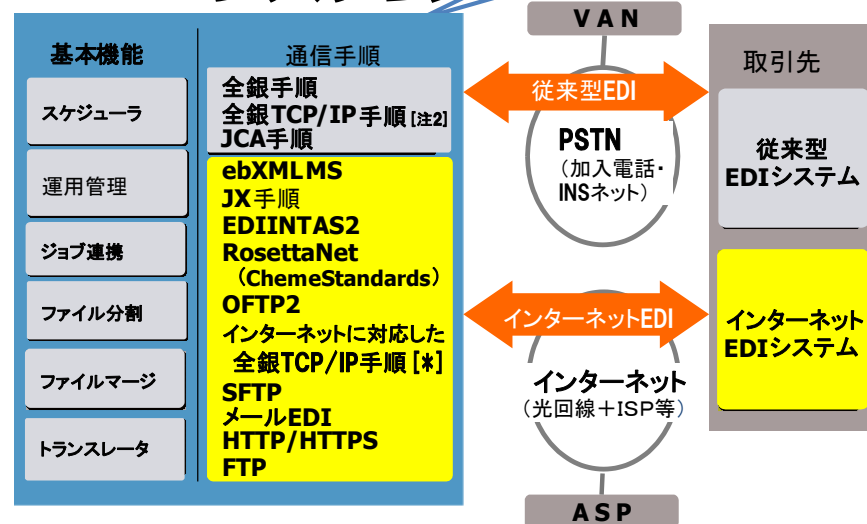 基本機能
スケジューラ
運用管理
ジョブ連携
ファイル分割
ファイルマージ
トランスレータ
通信手順
全銀手順
全銀TCP/IP手順[注2]
JCA手順
ebXMLMS
JX手順
EDIINTAS2
RosettaNet
（ChemeStandards）
OFTP2
インターネットに対応した
全銀TCP/IP手順[*]
SFTP
メールEDI
HTTP/HTTPS
FTP
VAN
従来型EDI
PSTN
（加入電話・
INSネット）
インターネットEDI
インターネット
（光回線＋ISP等）
ASP
取引先
従来型
EDIシステム
インターネット
EDIシステム